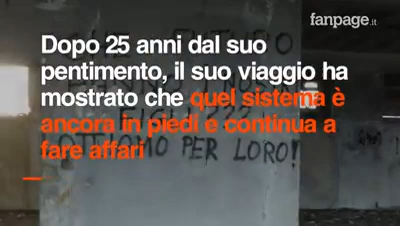 fanpage.it
Dopo 25 anni dal suo
pentimento, il suo viaggio ha
mostrato che quel sistema è
ancora in piedi e continua a
fare affari
PER LORO!